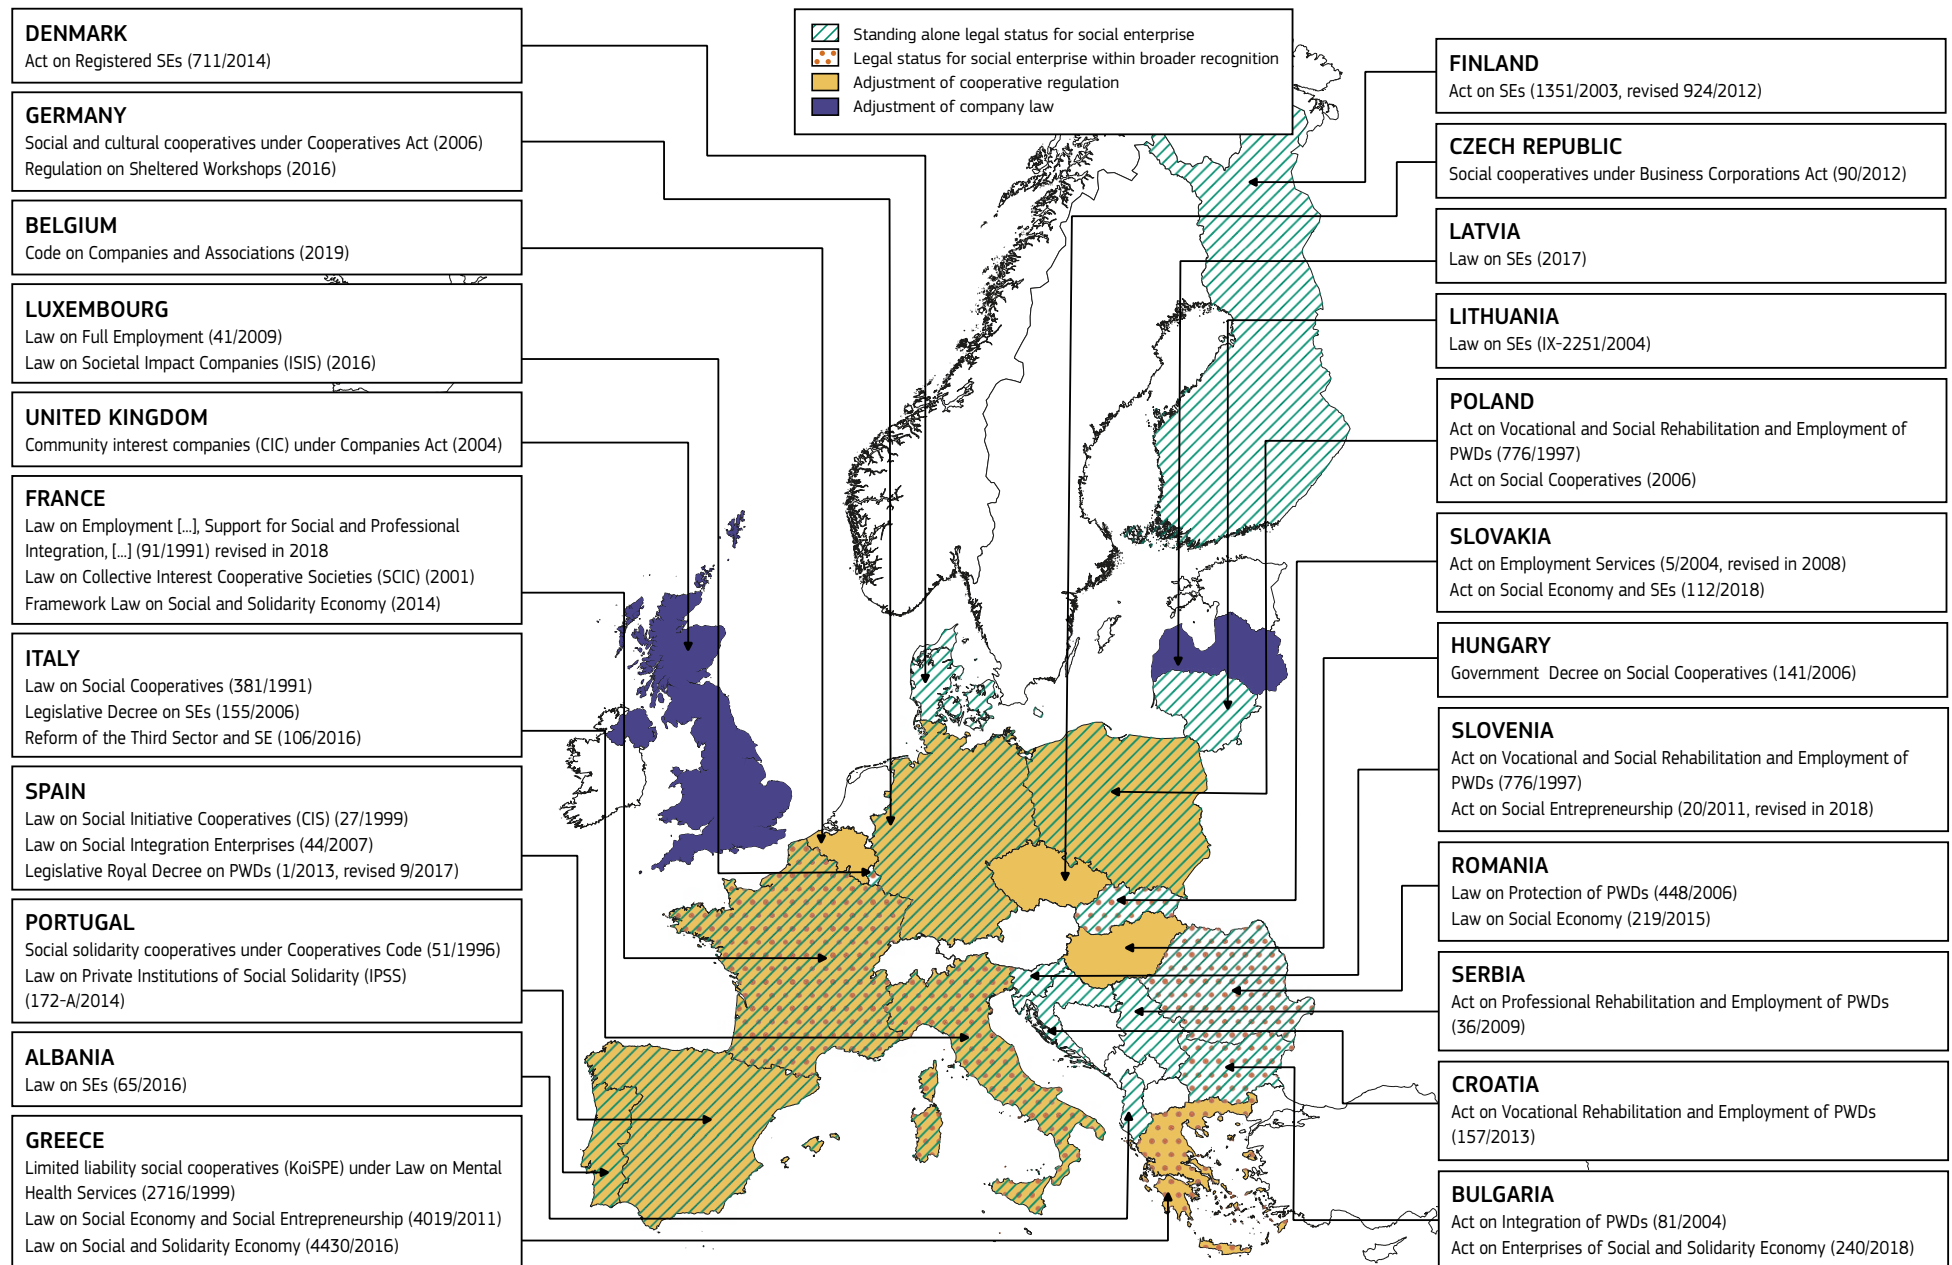 DENMARK
Act on Registered SEs (711/2014)
GERMANY
Social and cultural cooperatives under Cooperatives Act (2006)
Regulation on Sheltered Workshops (2016)
BELGIUM
Code on Companies and Associations (2019)
LUXEMBOURG
Law on Full Employment (41/2009)
Law on Societal Impact Companies (ISIS) (2016)
UNITED KINGDOM
Community interest companies (CIC) under Companies Act (2004)
FRANCE
Law on Employment [...], Support for Social and Professional
Integration, [...] (91/1991) revised in 2018
Law on Collective Interest Cooperative Societies (SCIC) (2001)
Framework Law on Social and Solidarity Economy (2014)
ITALY
Law on Social Cooperatives (381/1991)
Legislative Decree on SEs (155/2006)
Reform of the Third Sector and SE (106/2016)
SPAIN
Law on Social Initiative Cooperatives (CIS) (27/1999)
Law on Social Integration Enterprises (44/2007)
Legislative Royal Decree on PWDs (1/2013, revised 9/2017)
PORTUGAL
Social solidarity cooperatives under Cooperatives Code (51/1996)
Law on Private Institutions of Social Solidarity (IPSS)
(172-A/2014)
ALBANIA
Law on SEs (65/2016)
GREECE
Limited liability social cooperatives (KoiSPE) under Law on Mental
Health Services (2716/1999)
Law on Social Economy and Social Entrepreneurship (4019/2011)
Law on Social and Solidarity Economy (4430/2016)
Standing alone legal status for social enterprise
Legal status for social enterprise within broader recognition
Adjustment of cooperative regulation
Adjustment of company law
FINLAND
Act on SEs (1351/2003, revised 924/2012)
CZECH REPUBLIC
Social cooperatives under Business Corporations Act (90/2012)
LATVIA
Law on SEs (2017)
LITHUANIA
Law on SEs (IX-2251/2004)
POLAND
Act on Vocational and Social Rehabilitation and Employment of
PWDs (776/1997)
Act on Social Cooperatives (2006)
SLOVAKIA
Act on Employment Services (5/2004, revised in 2008)
Act on Social Economy and SEs (112/2018)
HUNGARY
Government Decree on Social Cooperatives (141/2006)
SLOVENIA
Act on Vocational and Social Rehabilitation and Employment of
PWDs (776/1997)
Act on Social Entrepreneurship (20/2011, revised in 2018)
ROMANIA
Law on Protection of PWDs (448/2006)
Law on Social Economy (219/2015)
SERBIA
Act on Professional Rehabilitation and Employment of PWDs
(36/2009)
CROATIA
Act on Vocational Rehabilitation and Employment of PWDs
(157/2013)
BULGARIA
Act on Integration of PWDs (81/2004)
Act on Enterprises of Social and Solidarity Economy (240/2018)